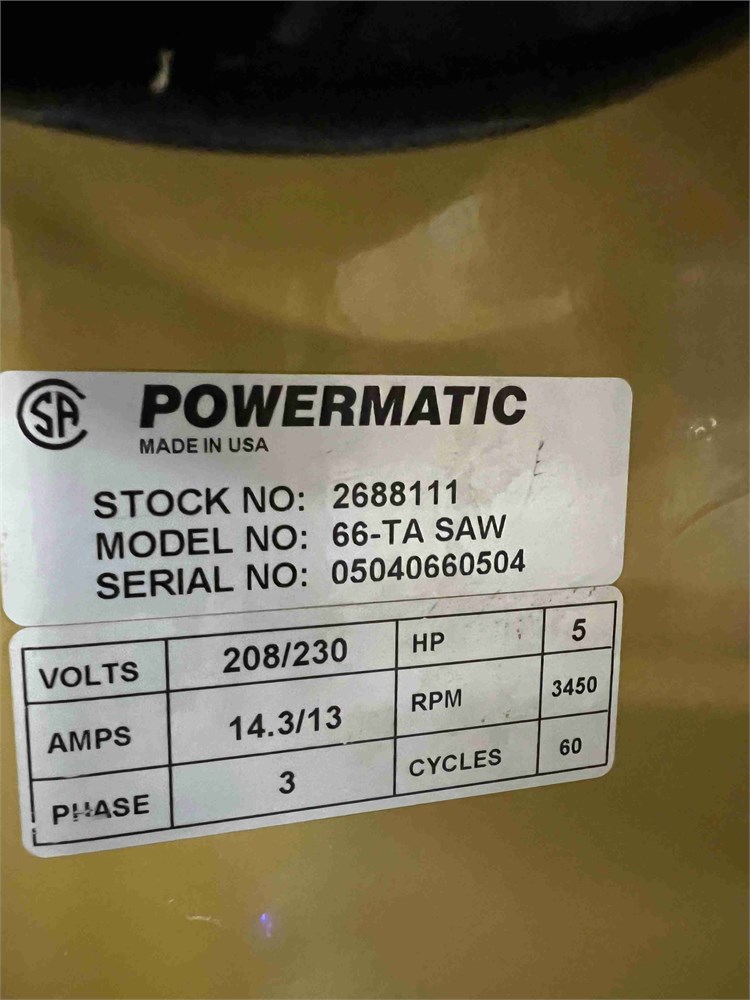 SA
POWERMATIC
MADE IN USA
STOCK NO: 2688111
MODEL NO: 66-TA SAW
SERIAL NO: 05040660504
VOLTS 208/230 HP 5
AMPS 14.3/13 RPM 3450
PHASE 3 CYCLES 60